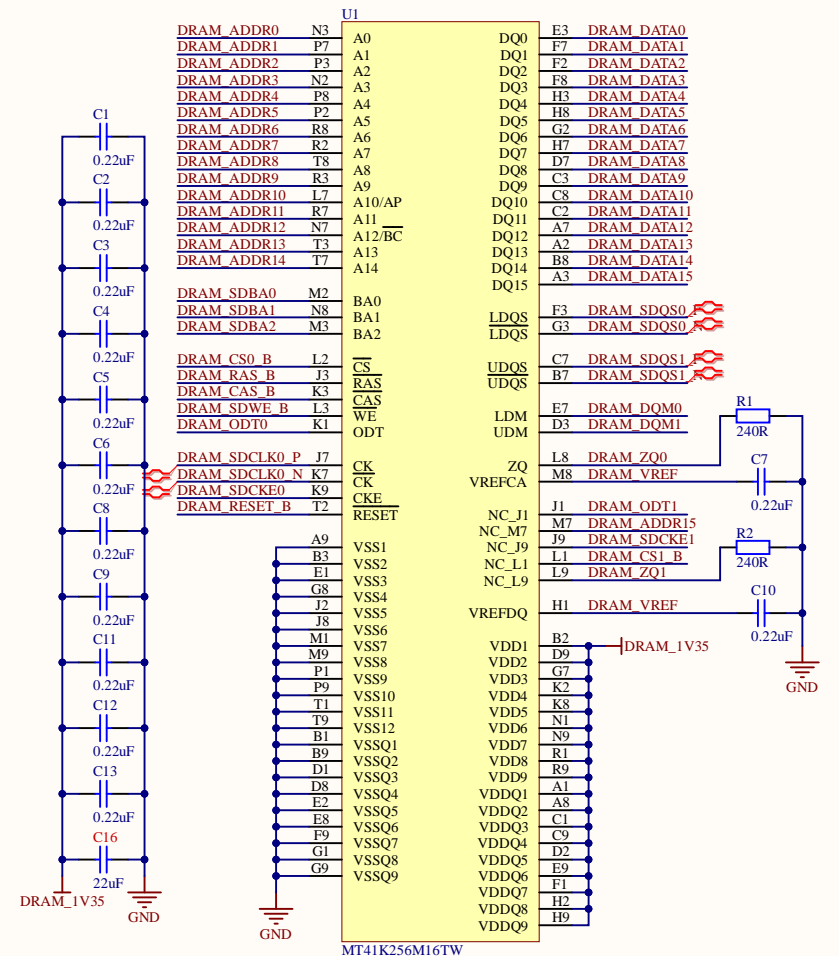 U1
DRAM_ADDR0 N3 A0 DQ0 E3 DRAM_DATA0
DRAM_ADDR1 P7 A1 DQ1 F7 DRAM_DATA1
DRAM_ADDR2 P3 A2 DQ2 F2 DRAM_DATA2
DRAM_ADDR3 N2 A3 DQ3 F8 DRAM_DATA3
DRAM_ADDR4 P8 A4 DQ4 H3 DRAM_DATA4
DRAM_ADDR5 P2 A5 DQ5 H8 DRAM_DATA5
DRAM_ADDR6 R8 A6 DQ6 G2 DRAM_DATA6
DRAM_ADDR7 R2 A7 DQ7 H7 DRAM_DATA7
DRAM_ADDR8 T8 A8 DQ8 D7 DRAM_DATA8
DRAM_ADDR9 R3 A9 DQ9 C3 DRAM_DATA9
DRAM_ADDR10 L7 A10/AP DQ10 C8 DRAM_DATA10
DRAM_ADDR11 R7 A11 DQ11 C2 DRAM_DATA11
DRAM_ADDR12 N7 A12/BC DQ12 A7 DRAM_DATA12
DRAM_ADDR13 T3 A13 DQ13 A2 DRAM_DATA13
DRAM_ADDR14 T7 A14 DQ14 B8 DRAM_DATA14
DQ15 A3 DRAM_DATA15
DRAM_SDBA0 M2 BA0
DRAM_SDBA1 N8 BA1 LDQS F3 DRAM_SDQS0_
DRAM_SDBA2 M3 BA2 LDQS G3 DRAM_SDQS0_
DRAM_CS0_B L2 CS UDQS C7 DRAM_SDQS1_
DRAM_RAS_B J3 RAS UDQS B7 DRAM_SDQS1_
DRAM_CAS_B K3 CAS
DRAM_SDWE_B L3 WE LDM E7 DRAM_DQM0
DRAM_ODT0 K1 ODT UDM D3 DRAM_DQM1
DRAM_SDCLK0_P J7 CK ZQ L8 DRAM_ZQ0
DRAM_SDCLK0_N K7 CK VREFCA M8 DRAM_VREF
DRAM_SDCKE0 K9 CKE
DRAM_RESET_B T2 RESET NC_J1 J1 DRAM_ODT1
NC_M7 M7 DRAM_ADDR15
A9 VSS1 NC_J9 J9 DRAM_SDCKE1
B3 VSS2 NC_L1 L1 DRAM_CS1_B
E1 VSS3 NC_L9 L9 DRAM_ZQ1
G8 VSS4
J2 VSS5 VREFDQ H1 DRAM_VREF
J8 VSS6
M1 VSS7 VDD1 B2 DRAM_1V35
M9 VSS8 VDD2 D9
P1 VSS9 VDD3 G7
P9 VSS10 VDD4 K2
T1 VSS11 VDD5 K8
T9 VSS12 VDD6 N1
B1 VSSQ1 VDD7 N9
B9 VSSQ2 VDD8 R1
D1 VSSQ3 VDD9 R9
D8 VSSQ4 VDDQ1 A1
E2 VSSQ5 VDDQ2 A8
E8 VSSQ6 VDDQ3 C1
F9 VSSQ7 VDDQ4 C9
G1 VSSQ8 VDDQ5 D2
G9 VSSQ9 VDDQ6 E9
VDDQ7 F1
VDDQ8 H2
VDDQ9 H9
GND
MT41K256M16TW
C1
0.22uF
C2
0.22uF
C3
0.22uF
C4
0.22uF
C5
0.22uF
C6
0.22uF
C8
0.22uF
C9
0.22uF
C11
0.22uF
C12
0.22uF
C13
0.22uF
C16
22uF
DRAM_1V35
GND
R1
240R
C7
0.22uF
R2
240R
C10
0.22uF
GND